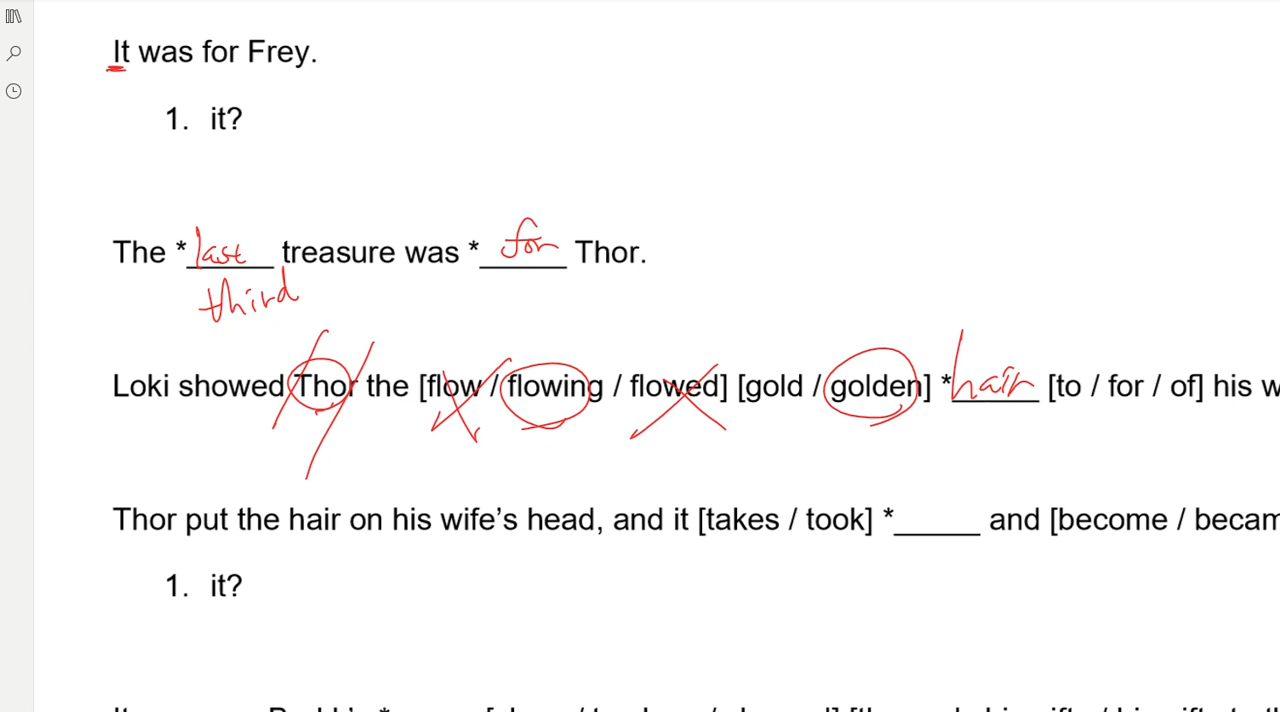 It was for Frey.
1. it?
The *last treasure was * for Thor.
third
Loki showed Thor the [flow / flowing / flowed] [gold / golden] *hair [to / for / of] his w
Thor put the hair on his wife's head, and it [takes / took] *_____ and [become / becam
1. it?